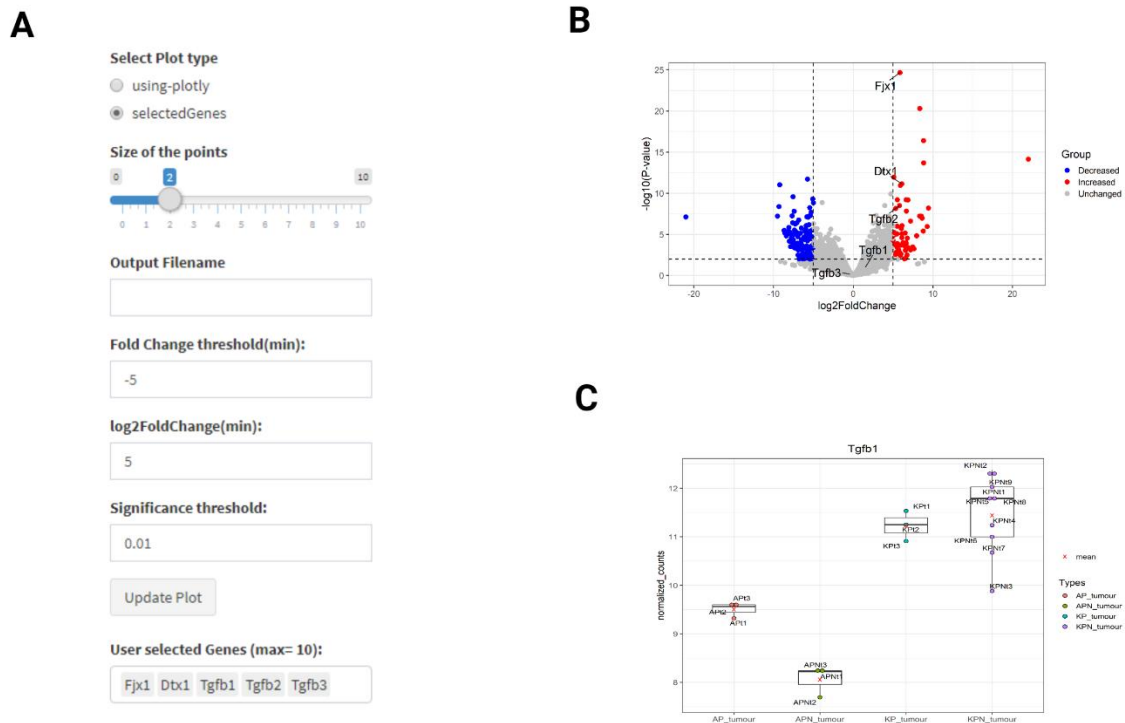 A
Select Plot type
using-plotly
selectedGenes
Size of the points
0 2 10
0 1 2 3 4 5 6 7 8 9 10
Output Filename
Fold Change threshold(min):
-5
log2FoldChange(min):
5
Significance threshold:
0.01
Update Plot
User selected Genes (max= 10):
Fjx1 Dtx1 Tgfb1 Tgfb2 Tgfb3
B
25
20
15
10
5
0
-log10(P-value)
Fjx1
Dtx1
Tgfb2
Tgfb1
Tgfb3
-20 -10 0 10 20
log2FoldChange
Group
Decreased
Increased
Unchanged
C
Tgfb1
12
11
10
9
8
normalized_counts
APt3
APt2
APt1
APNt3
APNt1
APNt2
KPt1
KPt2
KPt3
KPNt2
KPNt9
KPNt1
KPNt5 KPNt8
KPNt4
KPNt6
KPNt7
KPNt3
AP_tumour APN_tumour KP_tumour KPN_tumour
mean
Types
AP_tumour
APN_tumour
KP_tumour
KPN_tumour